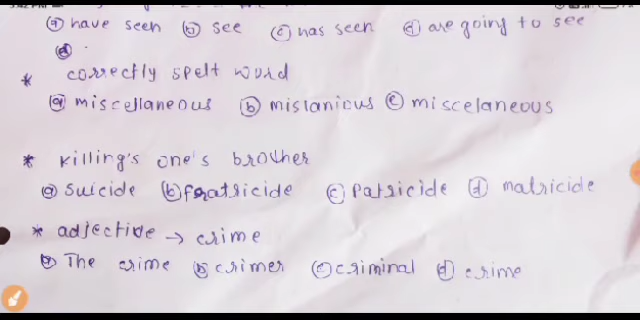 (a) have seen (b) see (c) has seen (d) are going to see
(d)
* correctly spelt word
(a) miscellaneous (b) mislanious (c) miscelaneous
* killing's one's brother
(a) suicide (b) fratricide (c) Patricide (d) matricide
* adjective → crime
(a) The crime (b) crimer (c) criminal (d) crime